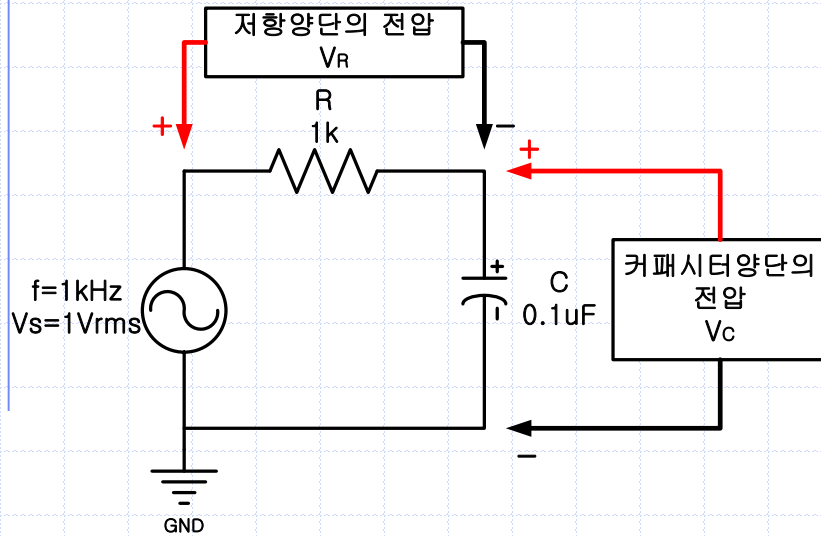 저항양단의 전압
VR
R
1k
+
−
+
f=1kHz
Vs=1Vrms
+
C
0.1uF
커패시터양단의
전압
Vc
−
GND